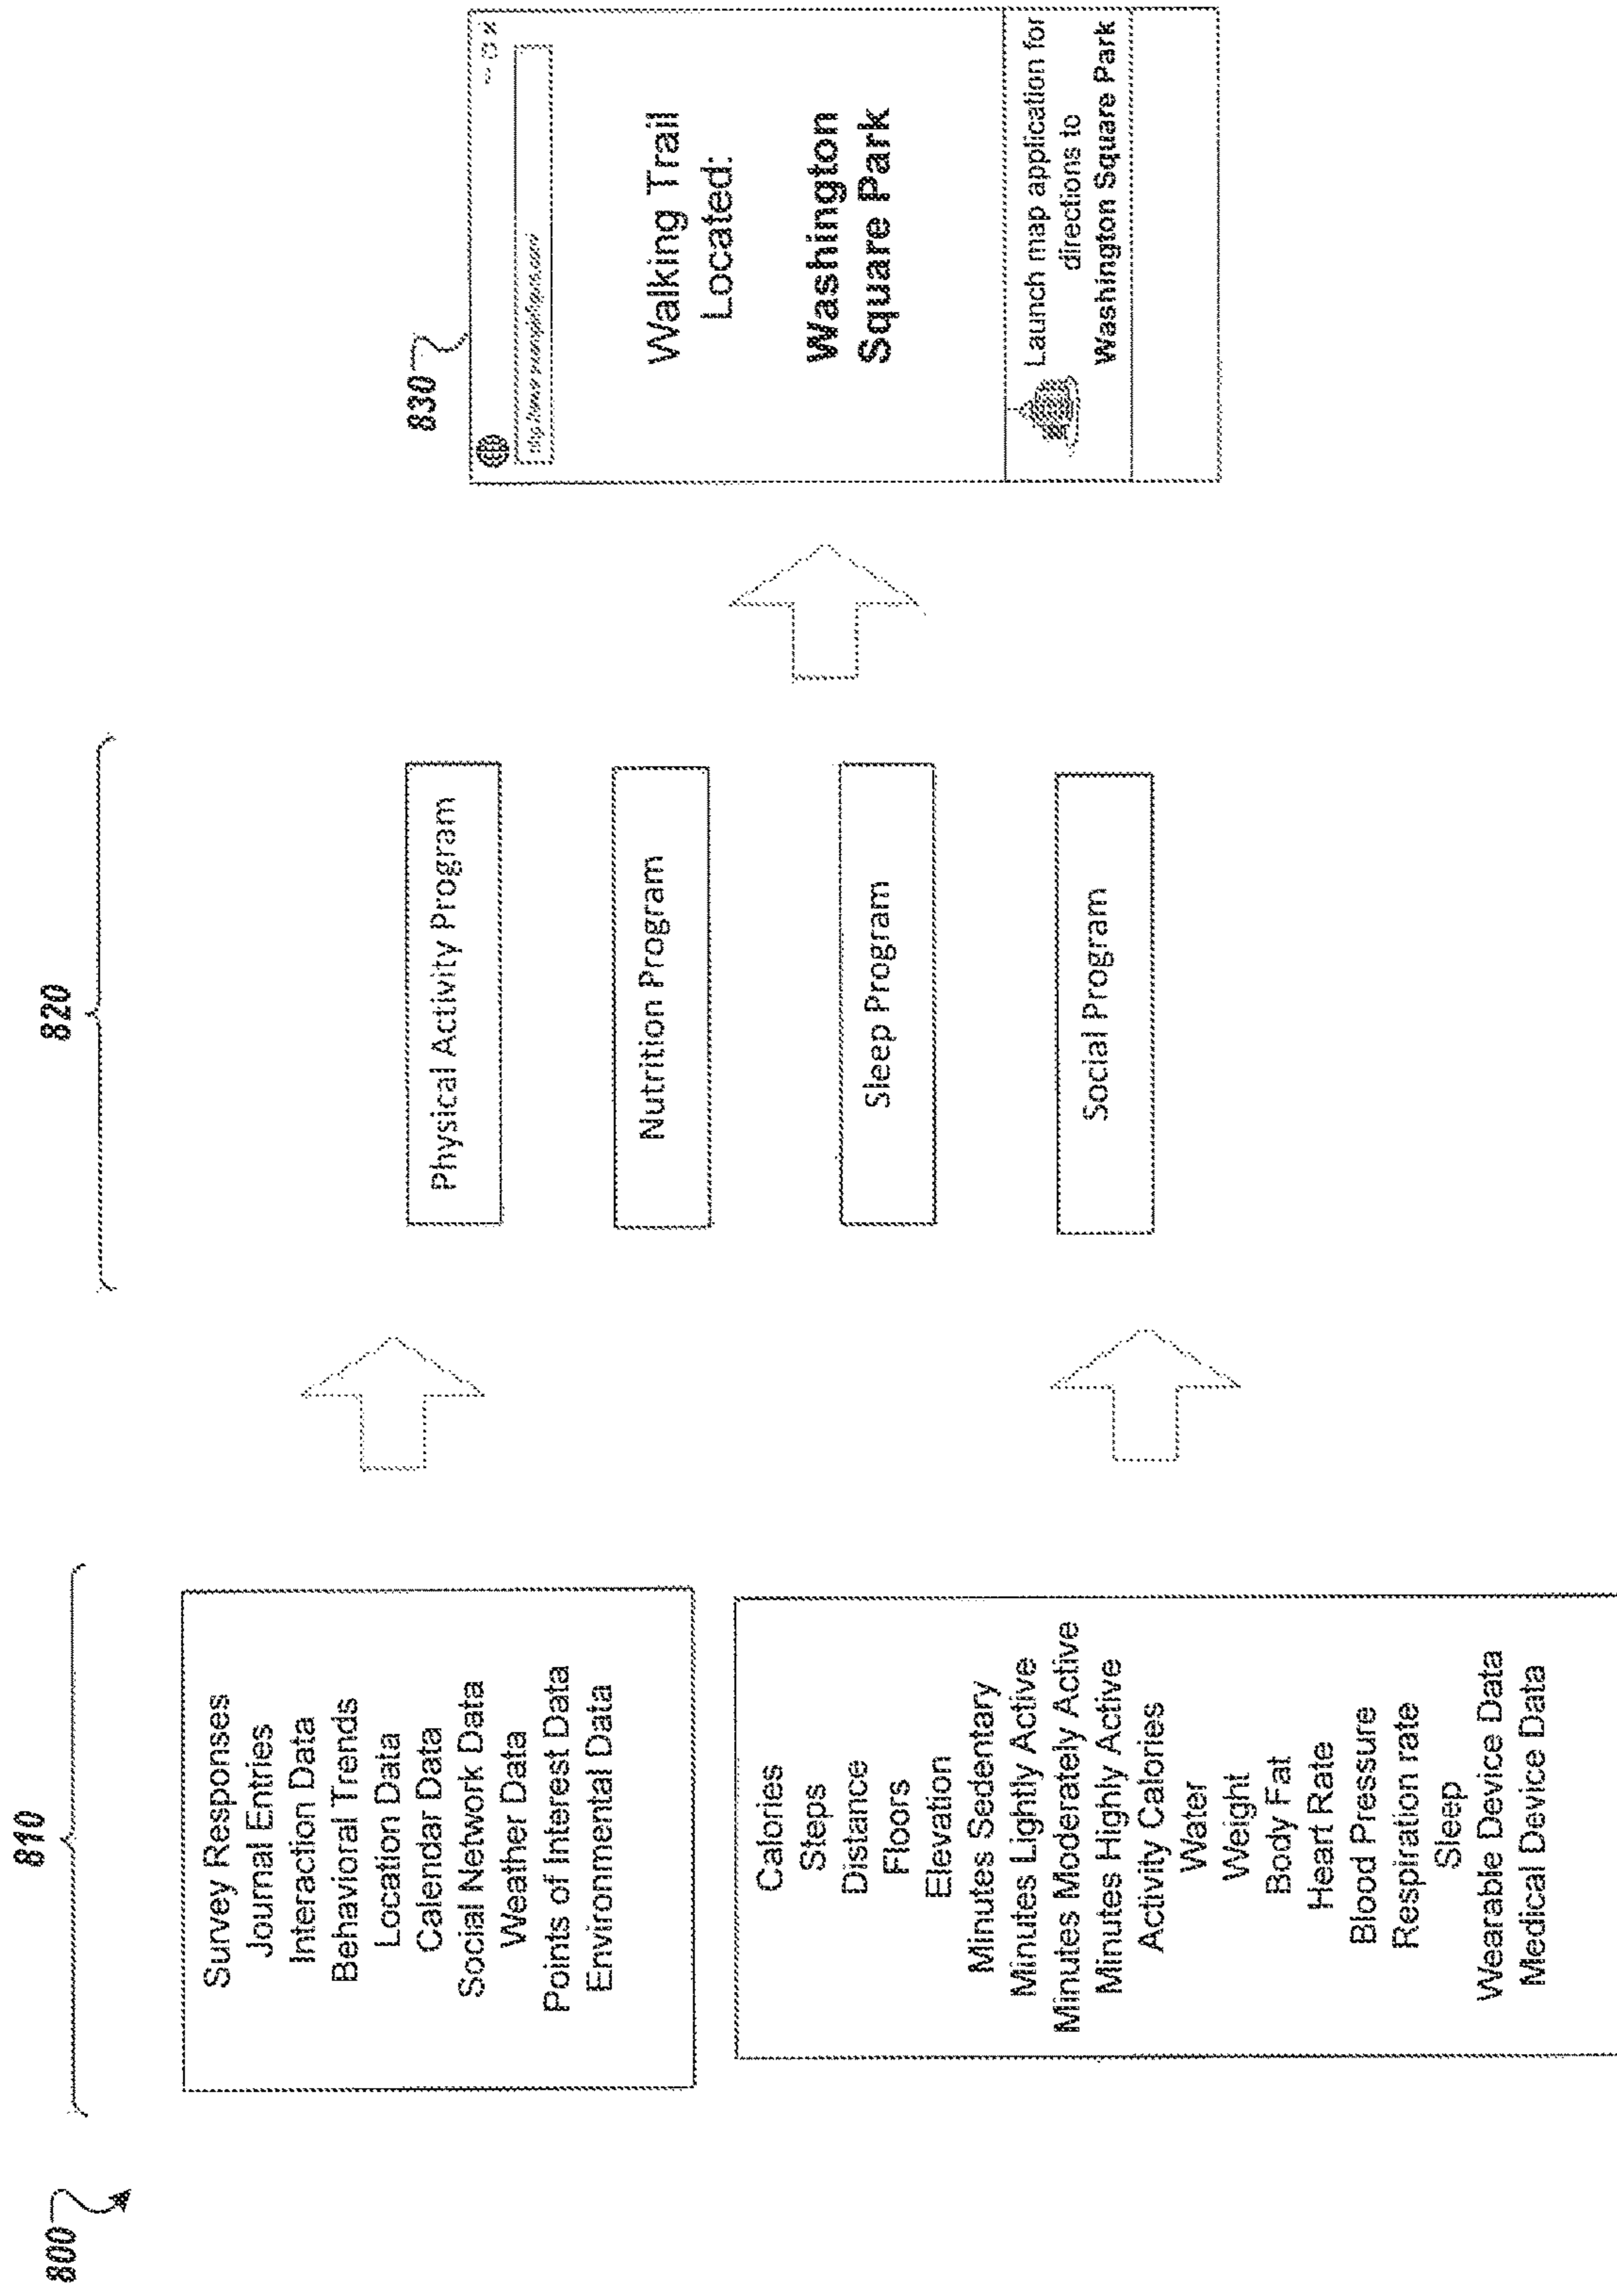 800
810
Survey Responses
Journal Entries
Interaction Data
Behavioral Trends
Location Data
Calendar Data
Social Network Data
Weather Data
Points of Interest Data
Environmental Data
Calories
Steps
Distance
Floors
Elevation
Minutes Sedentary
Minutes Lightly Active
Minutes Moderately Active
Minutes Highly Active
Activity Calories
Water
Weight
Body Fat
Heart Rate
Blood Pressure
Respiration rate
Sleep
Wearable Device Data
Medical Device Data
820
Physical Activity Program
Nutrition Program
Sleep Program
Social Program
830
Walking Trail
Located:
Washington
Square Park
Launch map application for
directions to
Washington Square Park